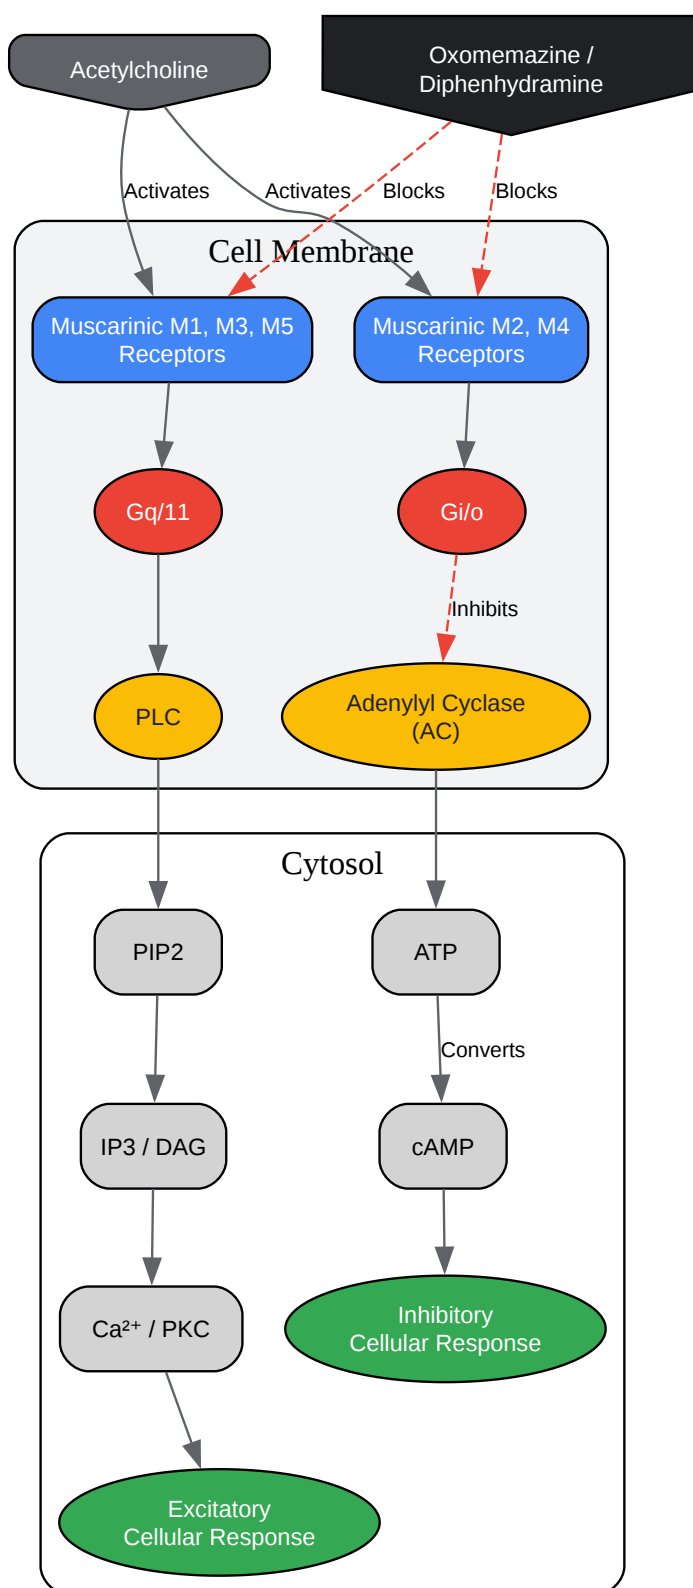 Acetylcholine
Oxomemazine /
Diphenhydramine
Activates
Activates
Blocks
Blocks
Cell Membrane
Muscarinic M1, M3, M5
Receptors
Muscarinic M2, M4
Receptors
Gq/11
Gi/o
Inhibits
PLC
Adenylyl Cyclase
(AC)
Cytosol
PIP2
ATP
Converts
IP3 / DAG
cAMP
Ca²⁺ / PKC
Inhibitory
Cellular Response
Excitatory
Cellular Response